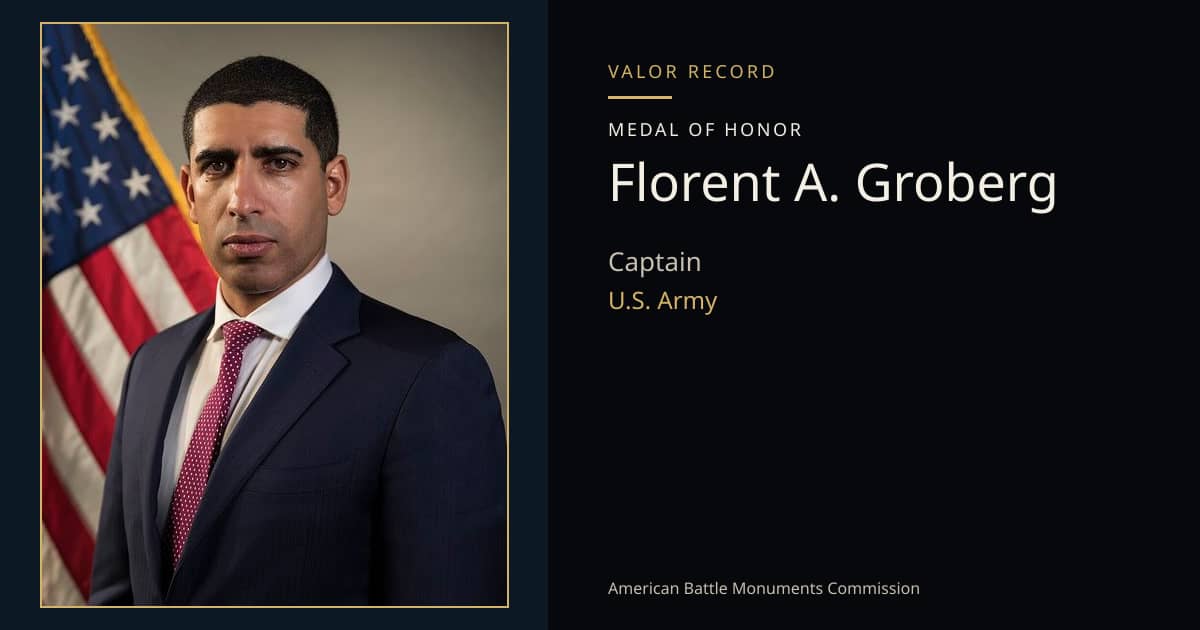 VALOR RECORD
MEDAL OF HONOR
Florent A. Groberg
Captain
U.S. Army
American Battle Monuments Commission